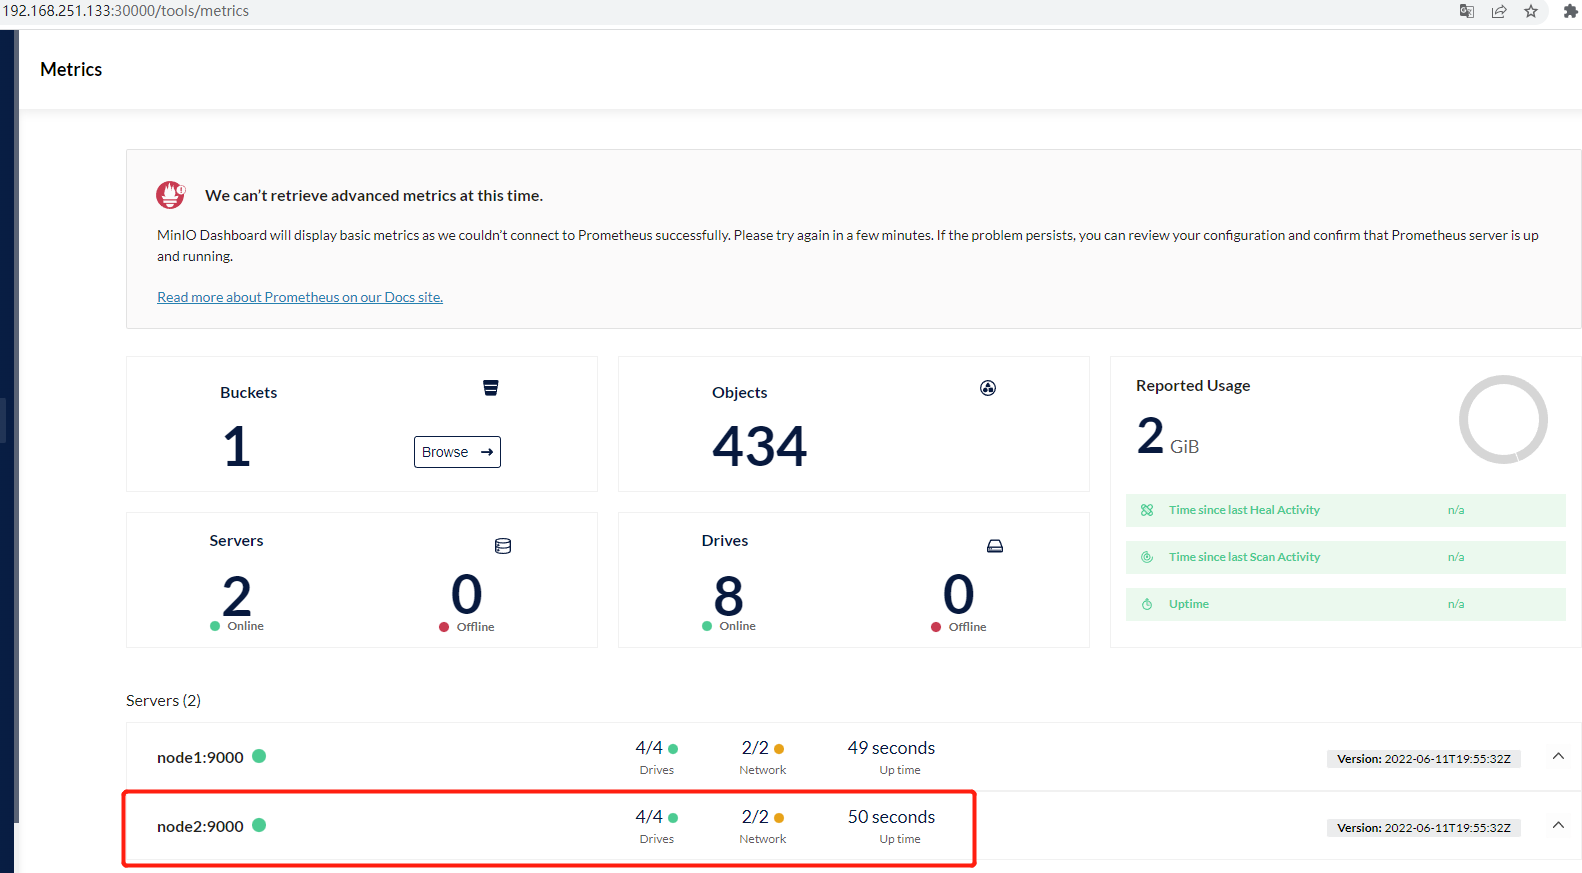 192.168.251.133:30000/tools/metrics
Metrics
We can't retrieve advanced metrics at this time.
MinIO Dashboard will display basic metrics as we couldn't connect to Prometheus successfully. Please try again in a few minutes. If the problem persists, you can review your configuration and confirm that Prometheus server is up
and running.
Read more about Prometheus on our Docs site.
Buckets
1
Browse →
Objects
434
Reported Usage
2 GiB
Time since last Heal Activity n/a
Time since last Scan Activity n/a
Uptime n/a
Servers
2 0
Online Offline
Drives
8 0
Online Offline
Servers (2)
node1:9000 4/4 2/2 49 seconds Version: 2022-06-11T19:55:32Z
Drives Network Up time
node2:9000 4/4 2/2 50 seconds Version: 2022-06-11T19:55:32Z
Drives Network Up time